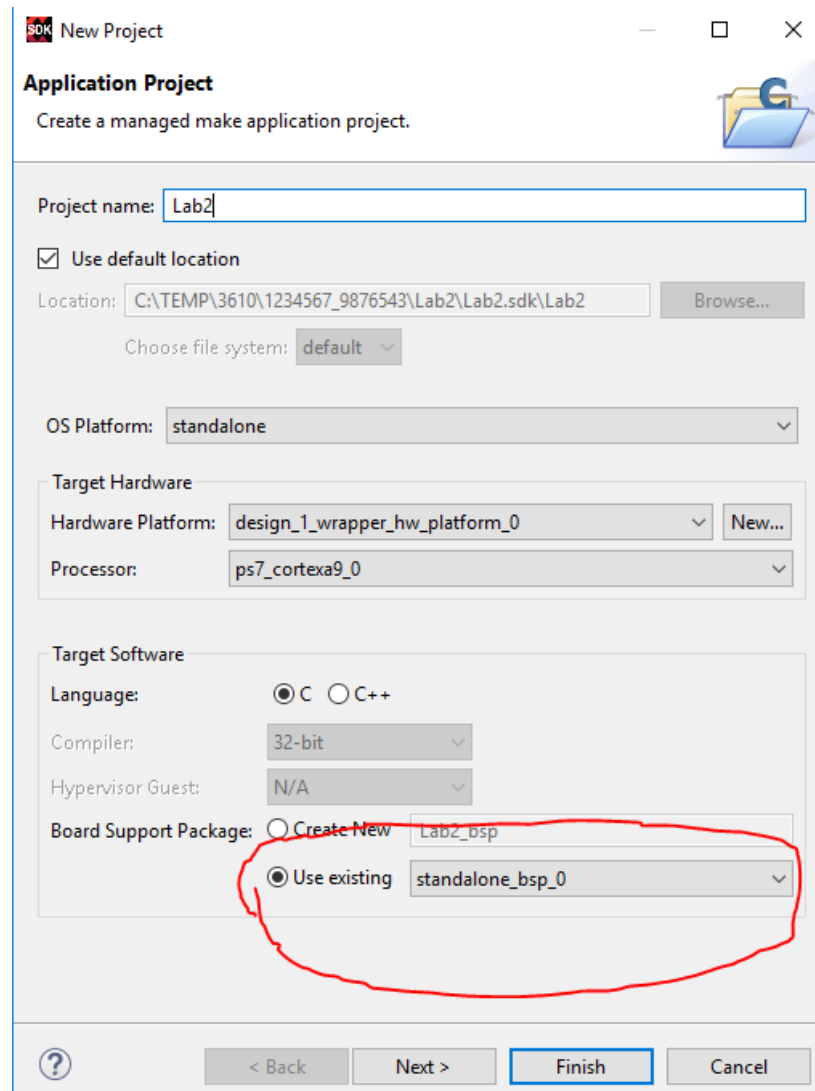 SDK New Project
Application Project
Create a managed make application project.
Project name: Lab2
Use default location
Location: C:\TEMP\3610\1234567_9876543\Lab2\Lab2.sdk\Lab2 Browse...
Choose file system: default
OS Platform: standalone
Target Hardware
Hardware Platform: design_1_wrapper_hw_platform_0 New...
Processor: ps7_cortexa9_0
Target Software
Language: C C++
Compiler: 32-bit
Hypervisor Guest: N/A
Board Support Package: Create New Lab2_bsp
Use existing standalone_bsp_0
? < Back Next > Finish Cancel